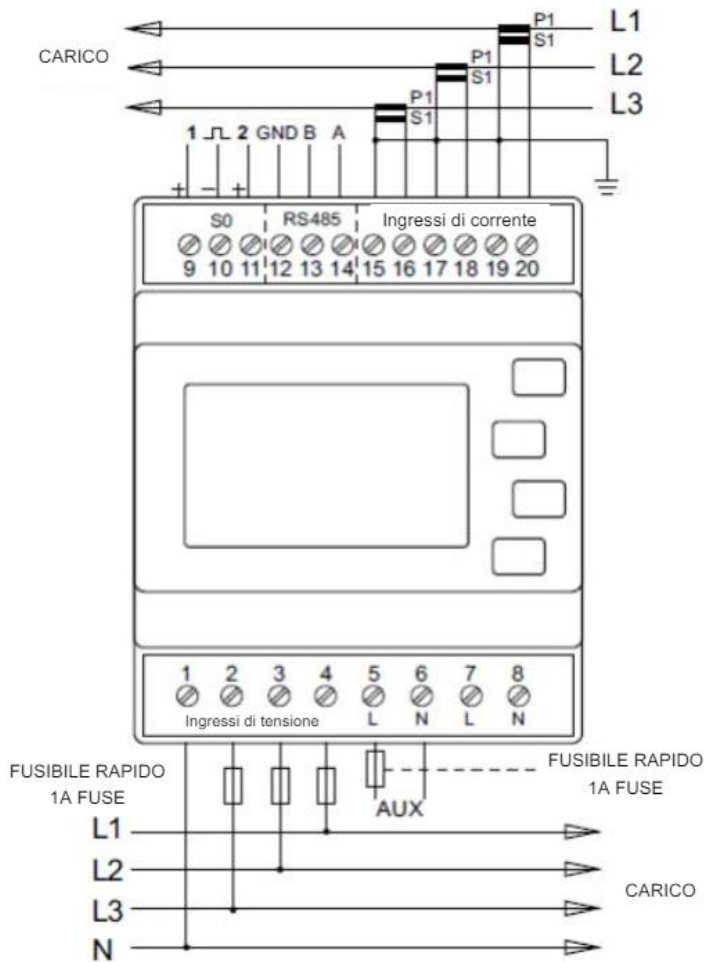 P1 L1
S1
CARICO
P1 L2
S1
P1 L3
S1
1 2 GND B A
+ - +
S0 RS485 Ingressi di corrente
9 10 11 12 13 14 15 16 17 18 19 20
1 2 3 4 5 6 7 8
Ingressi di tensione L N L N
FUSIBILE RAPIDO
1A FUSE
FUSIBILE RAPIDO
1A FUSE
AUX
L1
L2
CARICO
L3
N